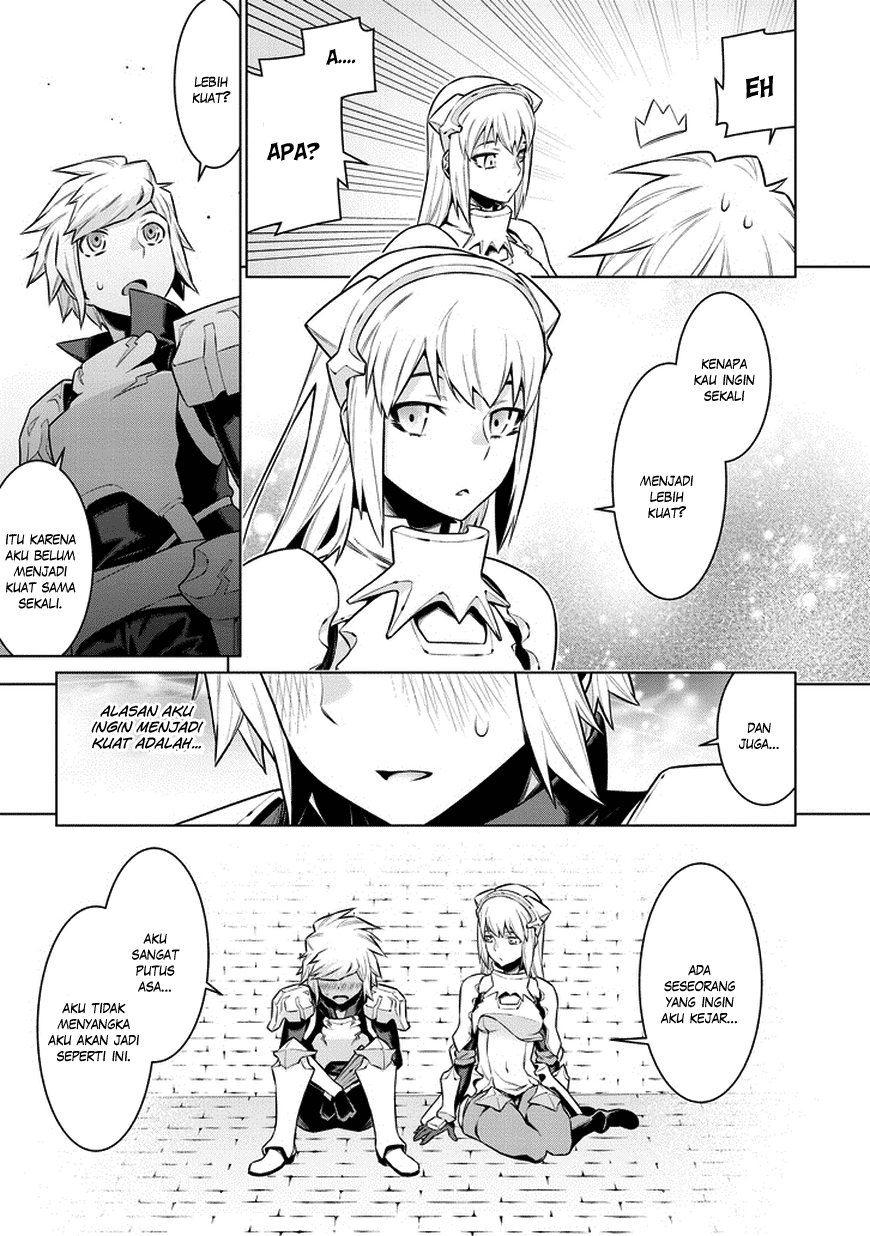 EH
A....
APA?
KENAPA
KAU INGIN
SEKALI
MENJADI
LEBIH
KUAT?
LEBIH
KUAT?
ITU KARENA
AKU BELUM
MENJADI
KUAT SAMA
SEKALI.
DAN
JUGA...
ALASAN AKU
INGIN MENJADI
KUAT ADALAH...
ADA
SESEORANG
YANG INGIN
AKU KEJAR...
AKU
SANGAT
PUTUS
ASA...
AKU TIDAK
MENYANGKA
AKU AKAN JADI
SEPERTI INI.